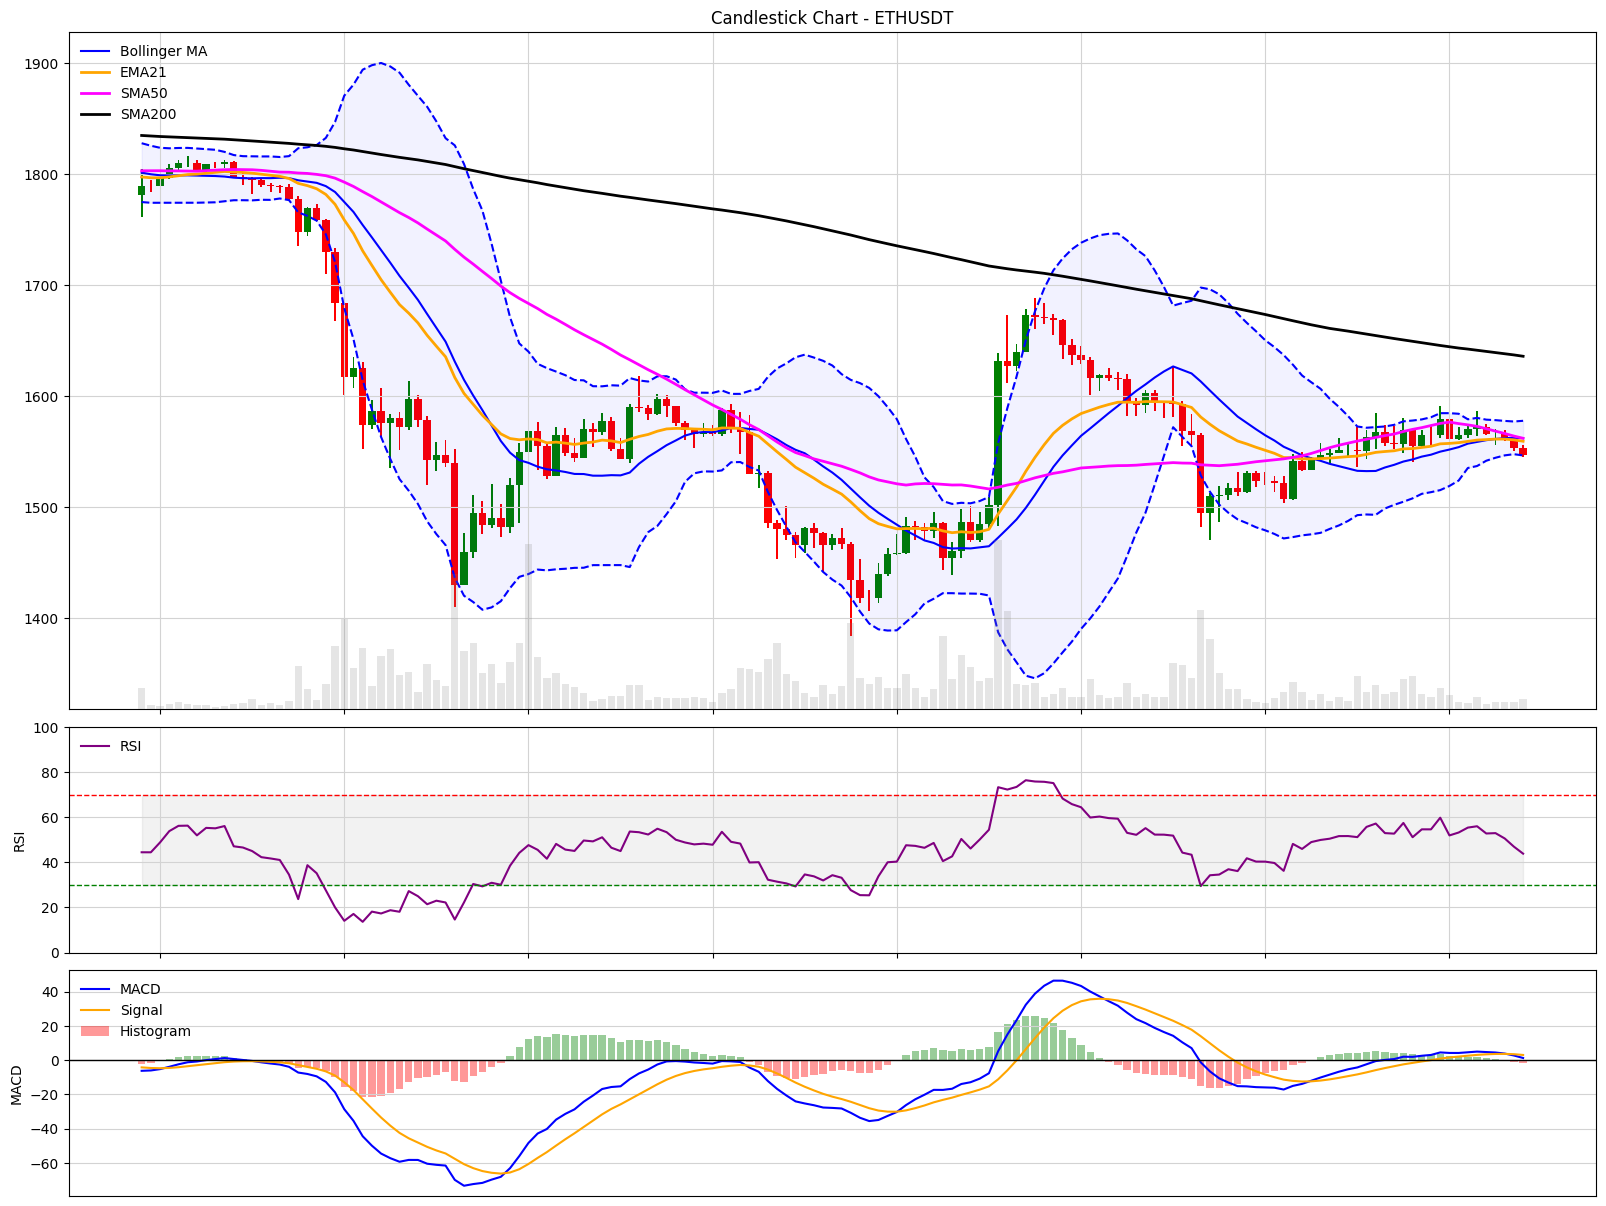 Candlestick Chart - ETHUSDT
Bollinger MA
EMA21
SMA50
SMA200
1900
1800
1700
1600
1500
1400
RSI
100
80
60
40
20
0
RSI
MACD
Signal
Histogram
40
20
0
−20
−40
−60
MACD